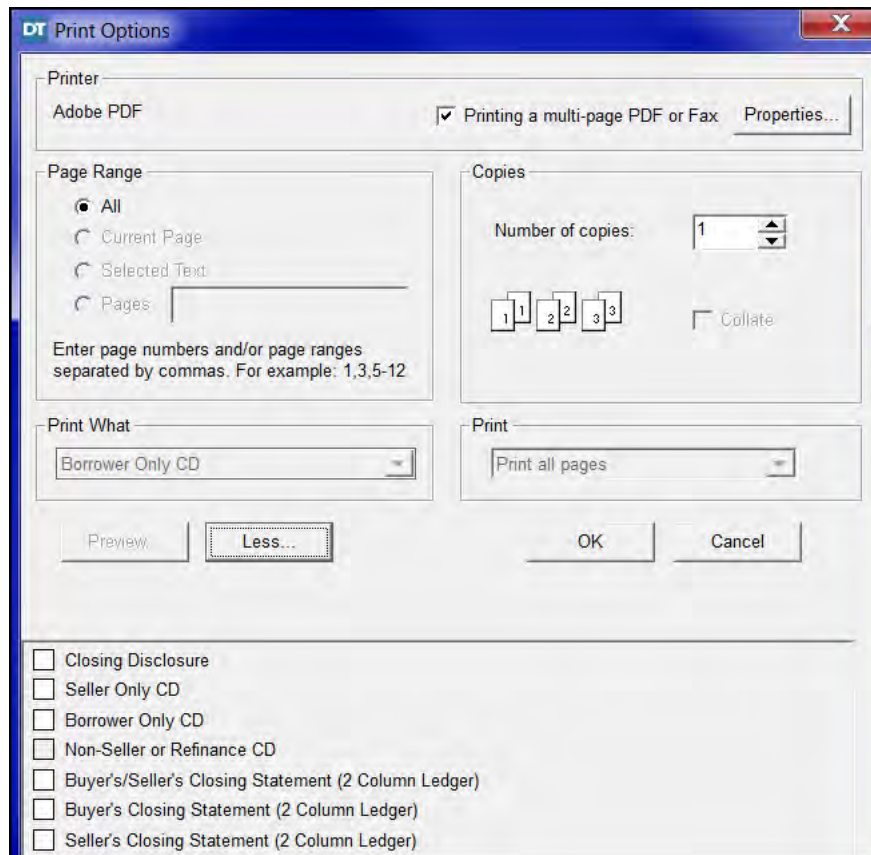 DT Print Options
X
Printer
Adobe PDF
Printing a multi-page PDF or Fax
Properties...
Page Range
All
Current Page
Selected Text
Pages
Enter page numbers and/or page ranges
separated by commas. For example: 1,3,5-12
Copies
Number of copies:
1
1 1 2 2 3 3
Collate
Print What
Borrower Only CD
Print
Print all pages
Preview
Less...
OK
Cancel
Closing Disclosure
Seller Only CD
Borrower Only CD
Non-Seller or Refinance CD
Buyer's/Seller's Closing Statement (2 Column Ledger)
Buyer's Closing Statement (2 Column Ledger)
Seller's Closing Statement (2 Column Ledger)